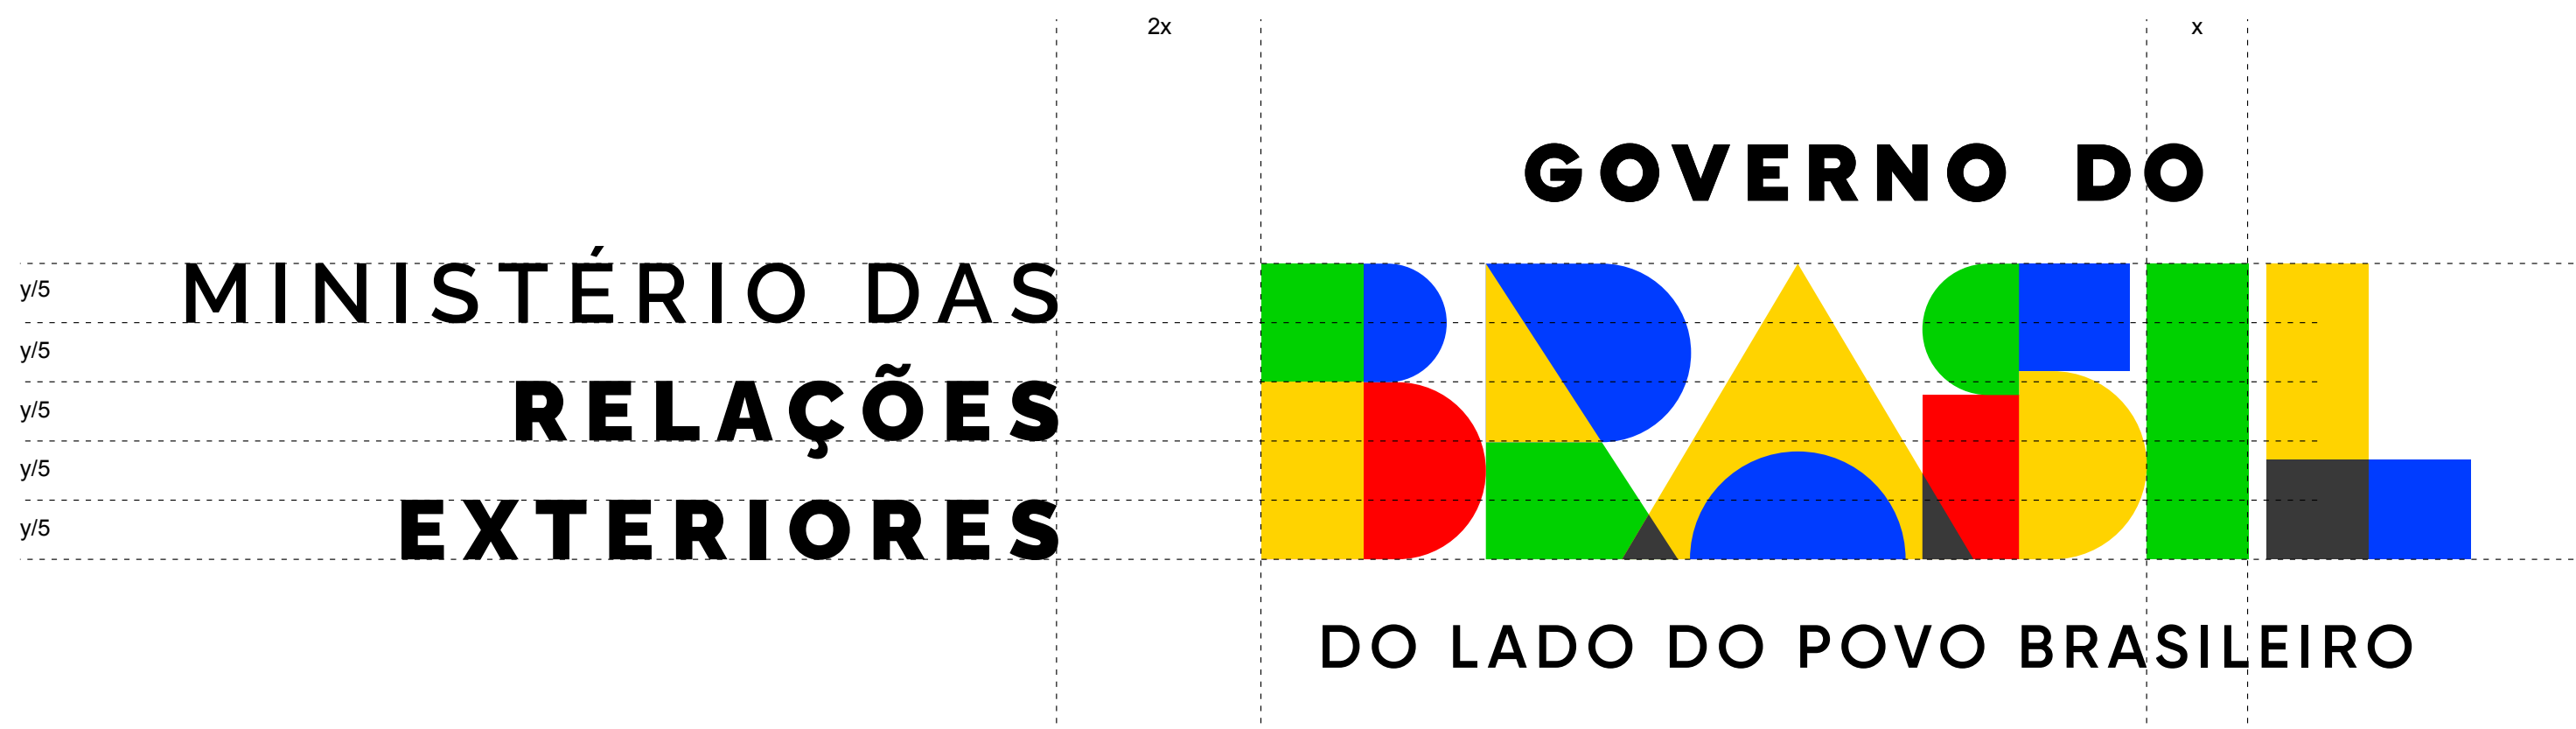 2x
x
GOVERNO DO
y/5
MINISTÉRIO DAS
BRASIL
y/5
y/5
RELAÇÕES
y/5
y/5
EXTERIORES
DO LADO DO POVO BRASILEIRO